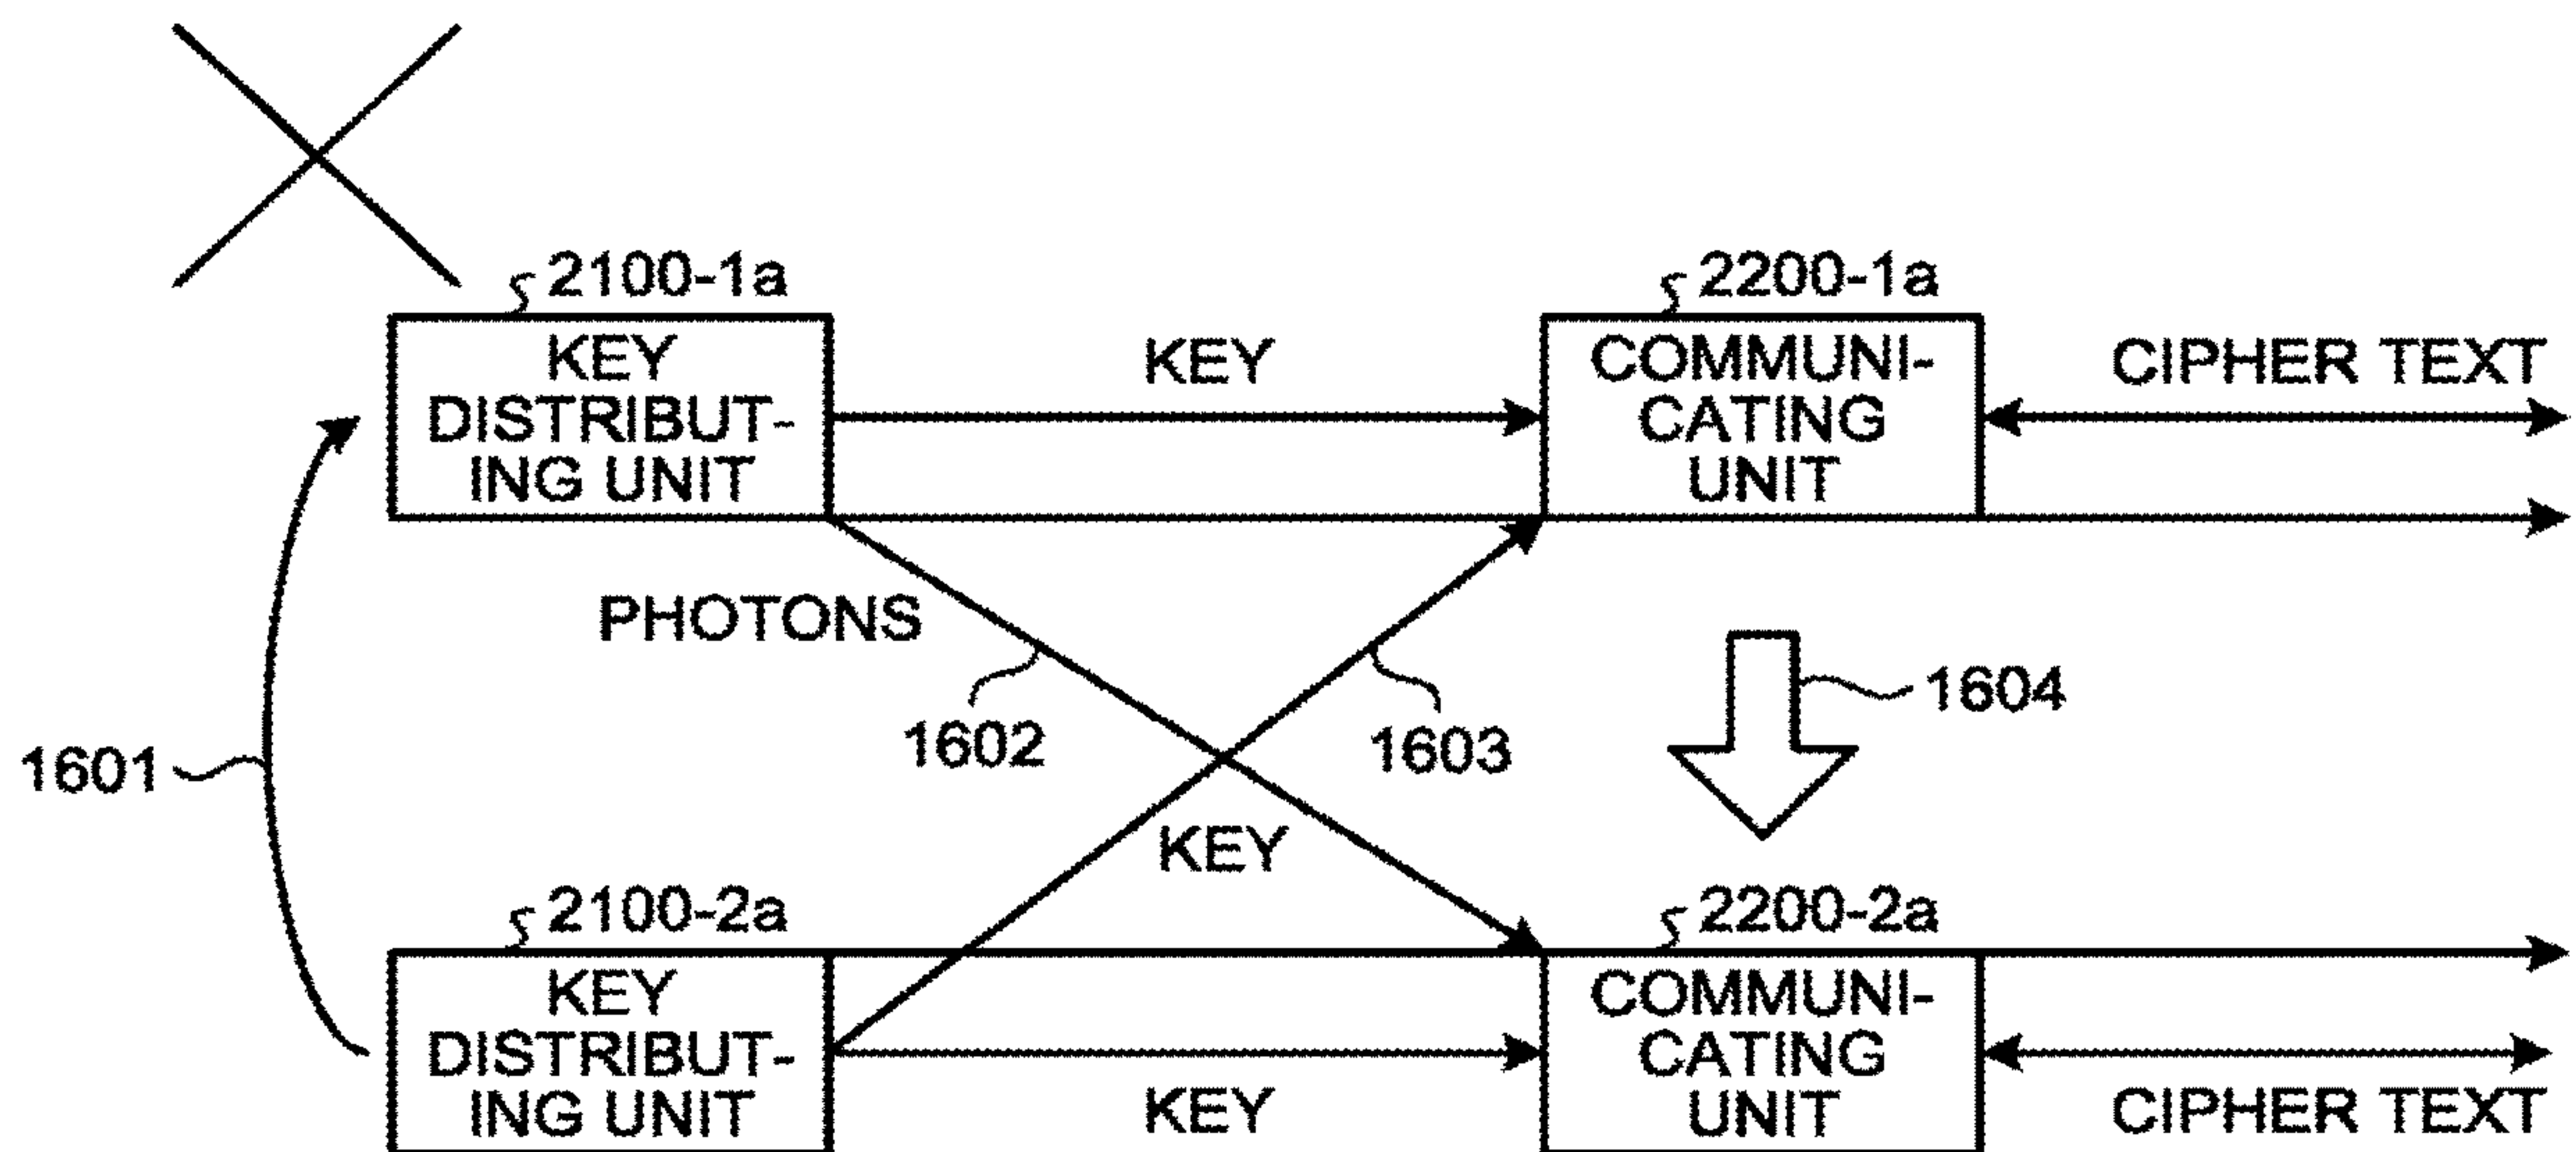 2100-1a
2200-1a
KEY
DISTRIBUT-
ING UNIT
KEY
COMMUNI-
CATING
UNIT
CIPHER TEXT
PHOTONS
1601
1602
1603
1604
KEY
2100-2a
2200-2a
KEY
DISTRIBUT-
ING UNIT
KEY
COMMUNI-
CATING
UNIT
CIPHER TEXT